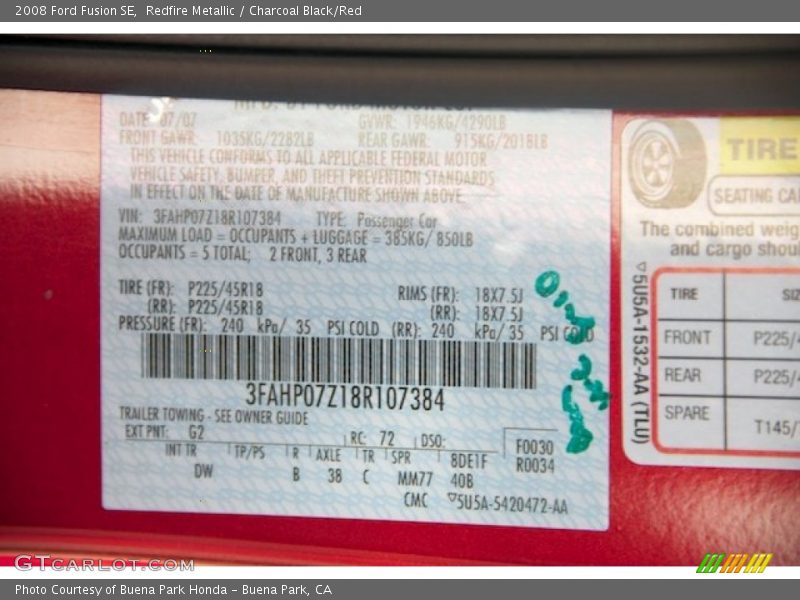 2008 Ford Fusion SE, Redfire Metallic / Charcoal Black/Red
MFD. BY FORD MOTOR CO.
DATE: 07/07 GVWR: 1946KG/4290LB
FRONT GAWR: 1035KG/2282LB REAR GAWR: 915KG/2018LB
THIS VEHICLE CONFORMS TO ALL APPLICABLE FEDERAL MOTOR
VEHICLE SAFETY, BUMPER, AND THEFT PREVENTION STANDARDS
IN EFFECT ON THE DATE OF MANUFACTURE SHOWN ABOVE.
VIN: 3FAHP07Z18R107384 TYPE: Passenger Car
MAXIMUM LOAD = OCCUPANTS + LUGGAGE = 385KG/ 850LB
OCCUPANTS = 5 TOTAL; 2 FRONT, 3 REAR
TIRE (FR): P225/45R18 RIMS (FR): 18X7.5J
(RR): P225/45R18 (RR): 18X7.5J
PRESSURE (FR): 240 kPa/ 35 PSI COLD (RR): 240 kPa/ 35 PSI COLD
3FAHP07Z18R107384
TRAILER TOWING - SEE OWNER GUIDE
EXT PNT: G2 RC: 72 DSO: F0030
R0034
INT TR TP/PS R AXLE TR SPR 8DE1F
DW B 38 C MM77 40B
CMC 5U5A-5420472-AA
TIRE
SEATING CA
The combined weig
and cargo shou
5U5A-1532-AA (TLU)
TIRE SIZ
FRONT P225/4
REAR P225/4
SPARE T145/
GTCARLOT.COM
Photo Courtesy of Buena Park Honda - Buena Park, CA